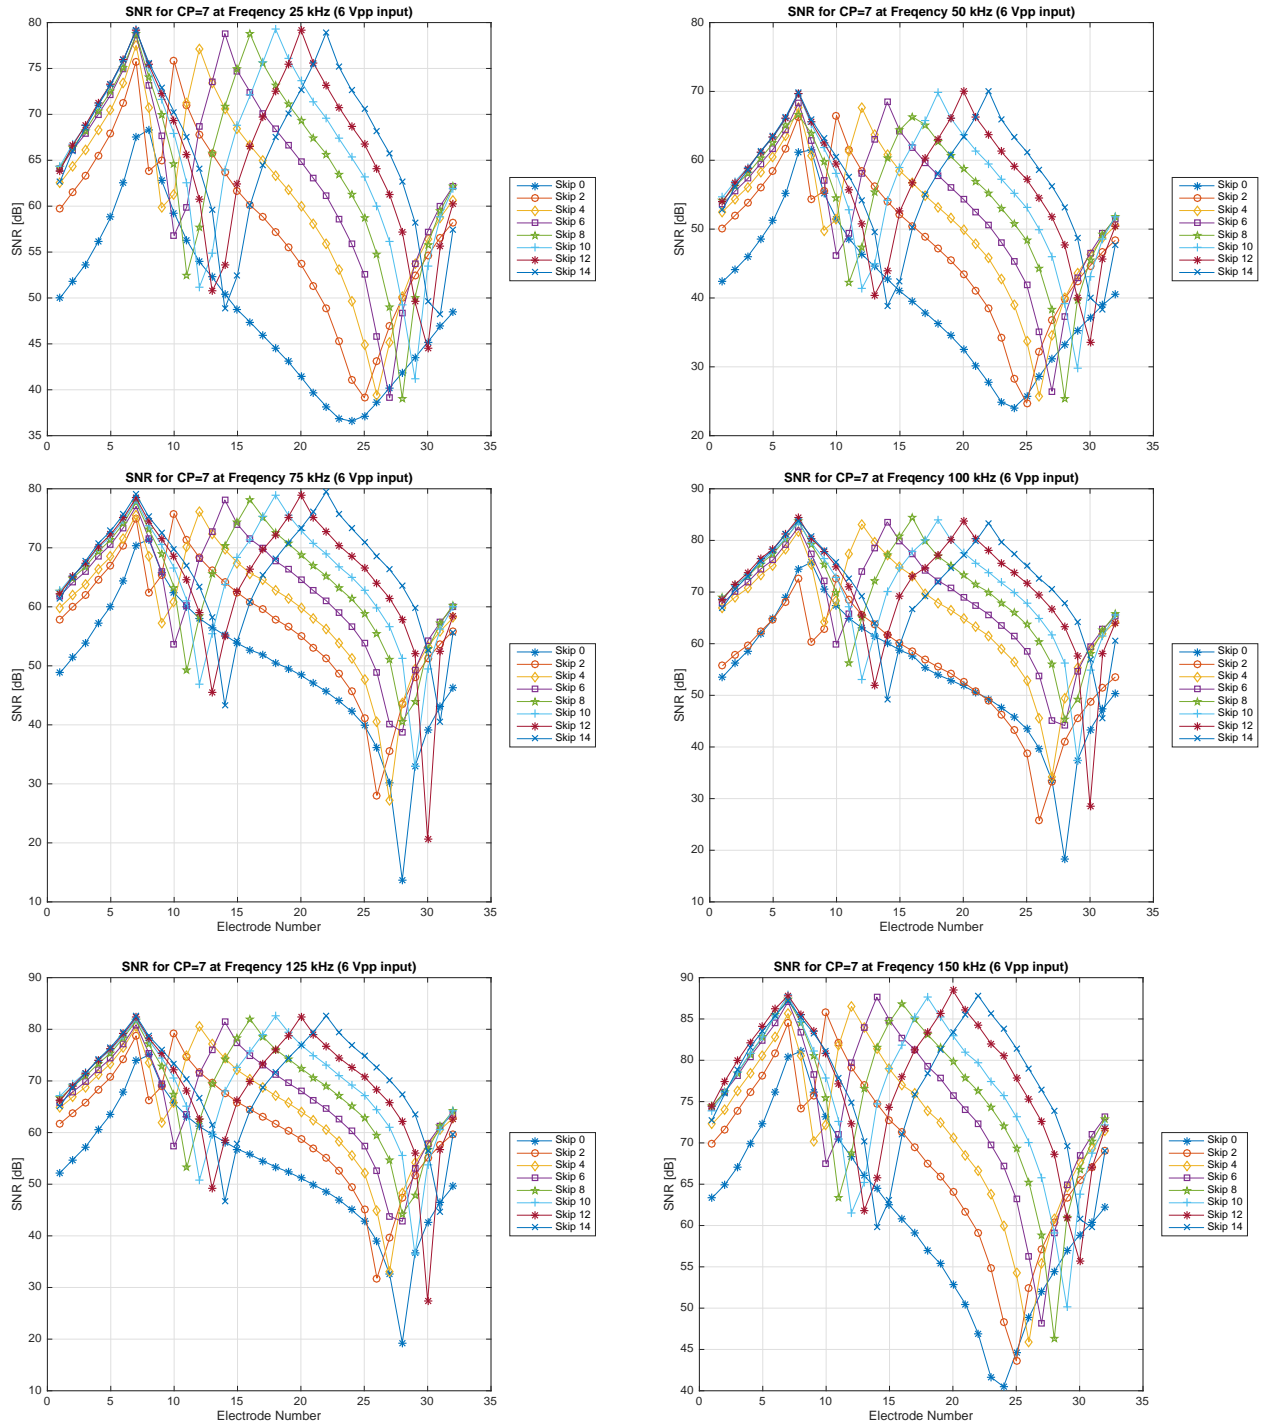 SNR for CP=7 at Freqency 25 kHz (6 Vpp input)
80
75
70
65
60
55
50
45
40
35
SNR [dB]
0 5 10 15 20 25 30 35
Skip 0
Skip 2
Skip 4
Skip 6
Skip 8
Skip 10
Skip 12
Skip 14
SNR for CP=7 at Freqency 50 kHz (6 Vpp input)
80
70
60
50
40
30
20
SNR [dB]
0 5 10 15 20 25 30 35
Skip 0
Skip 2
Skip 4
Skip 6
Skip 8
Skip 10
Skip 12
Skip 14
SNR for CP=7 at Freqency 75 kHz (6 Vpp input)
80
70
60
50
40
30
20
10
SNR [dB]
0 5 10 15 20 25 30 35
Electrode Number
Skip 0
Skip 2
Skip 4
Skip 6
Skip 8
Skip 10
Skip 12
Skip 14
SNR for CP=7 at Freqency 100 kHz (6 Vpp input)
90
80
70
60
50
40
30
20
10
SNR [dB]
0 5 10 15 20 25 30 35
Electrode Number
Skip 0
Skip 2
Skip 4
Skip 6
Skip 8
Skip 10
Skip 12
Skip 14
SNR for CP=7 at Freqency 125 kHz (6 Vpp input)
90
80
70
60
50
40
30
20
10
SNR [dB]
0 5 10 15 20 25 30 35
Electrode Number
Skip 0
Skip 2
Skip 4
Skip 6
Skip 8
Skip 10
Skip 12
Skip 14
SNR for CP=7 at Freqency 150 kHz (6 Vpp input)
90
85
80
75
70
65
60
55
50
45
40
SNR [dB]
0 5 10 15 20 25 30 35
Electrode Number
Skip 0
Skip 2
Skip 4
Skip 6
Skip 8
Skip 10
Skip 12
Skip 14